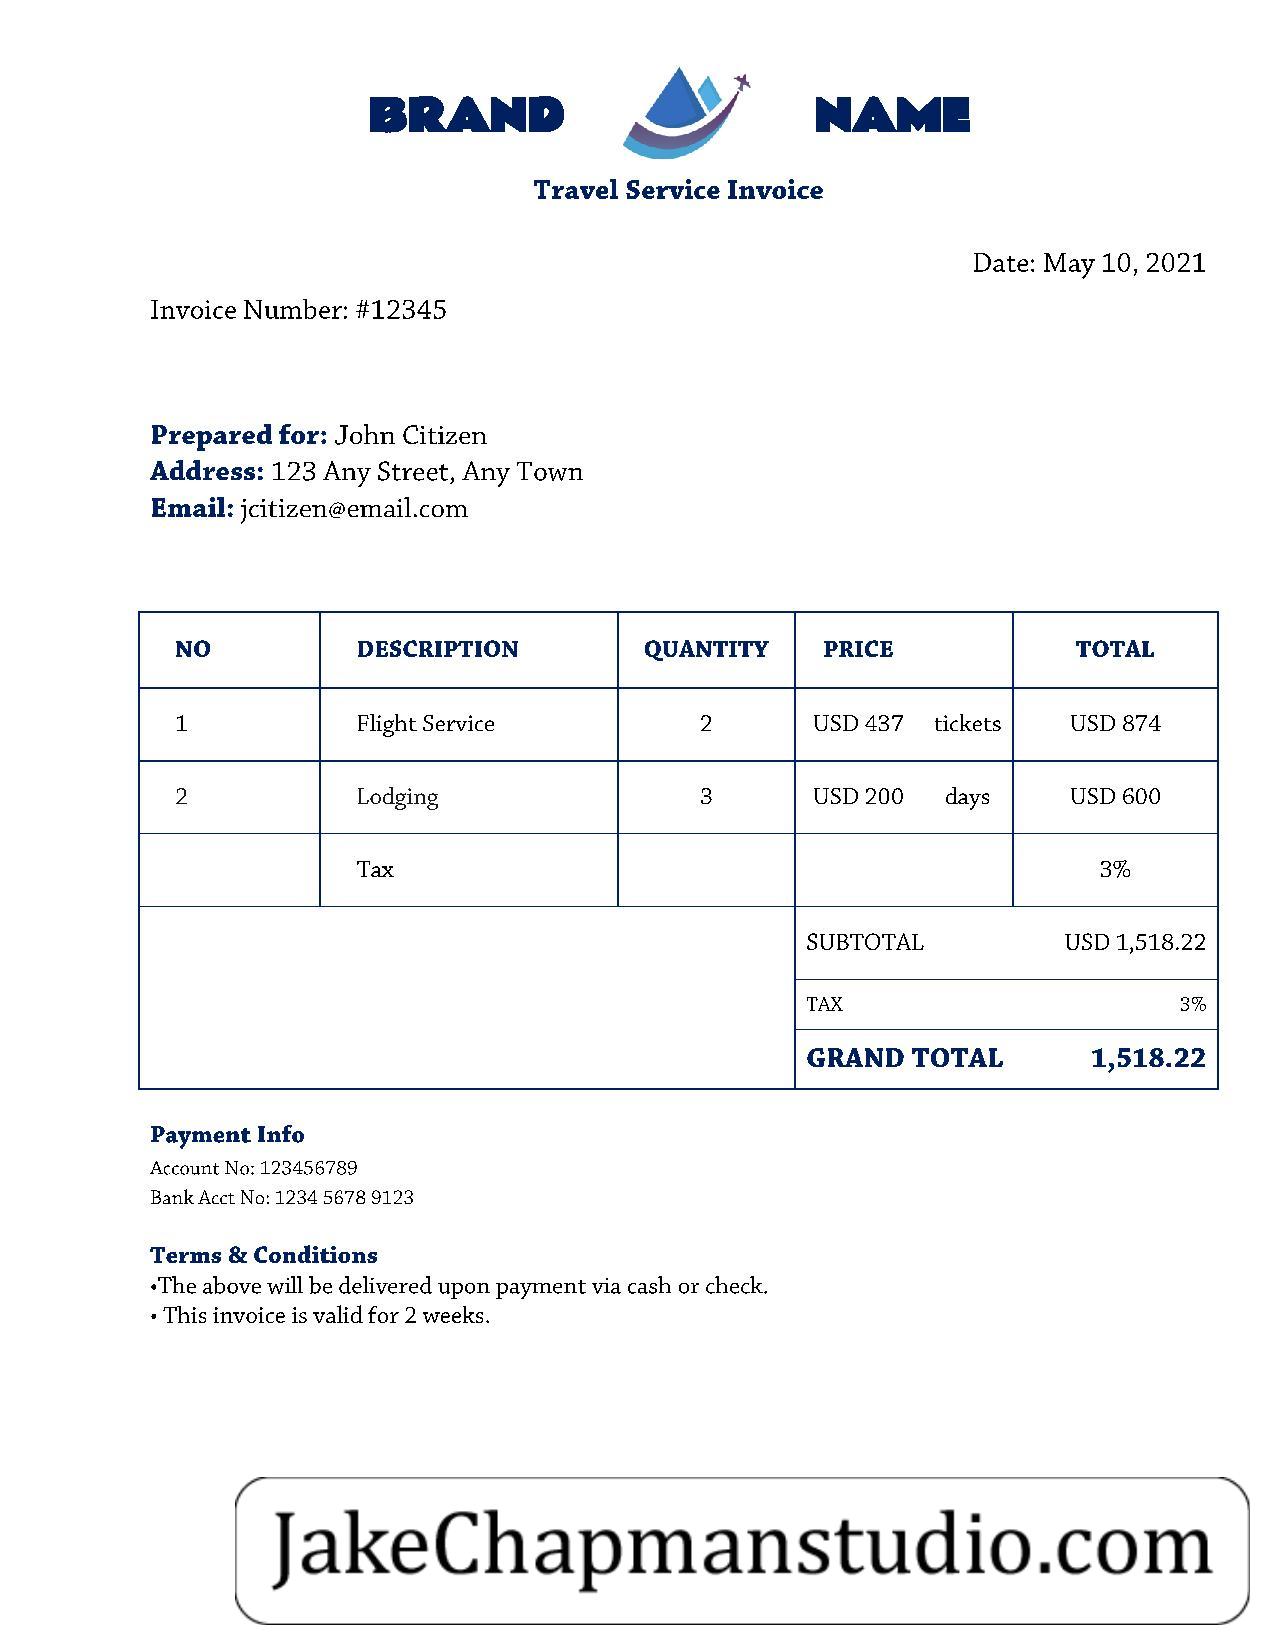 BRAND NAME
Travel Service Invoice
Date: May 10, 2021
Invoice Number: #12345
Prepared for: John Citizen
Address: 123 Any Street, Any Town
Email: jcitizen@email.com
NO DESCRIPTION QUANTITY PRICE TOTAL
1 Flight Service 2 USD 437 tickets USD 874
2 Lodging 3 USD 200 days USD 600
Tax 3%
SUBTOTAL USD 1,518.22
TAX 3%
GRAND TOTAL 1,518.22
Payment Info
Account No: 123456789
Bank Acct No: 1234 5678 9123
Terms & Conditions
•The above will be delivered upon payment via cash or check.
• This invoice is valid for 2 weeks.
JakeChapmanstudio.com